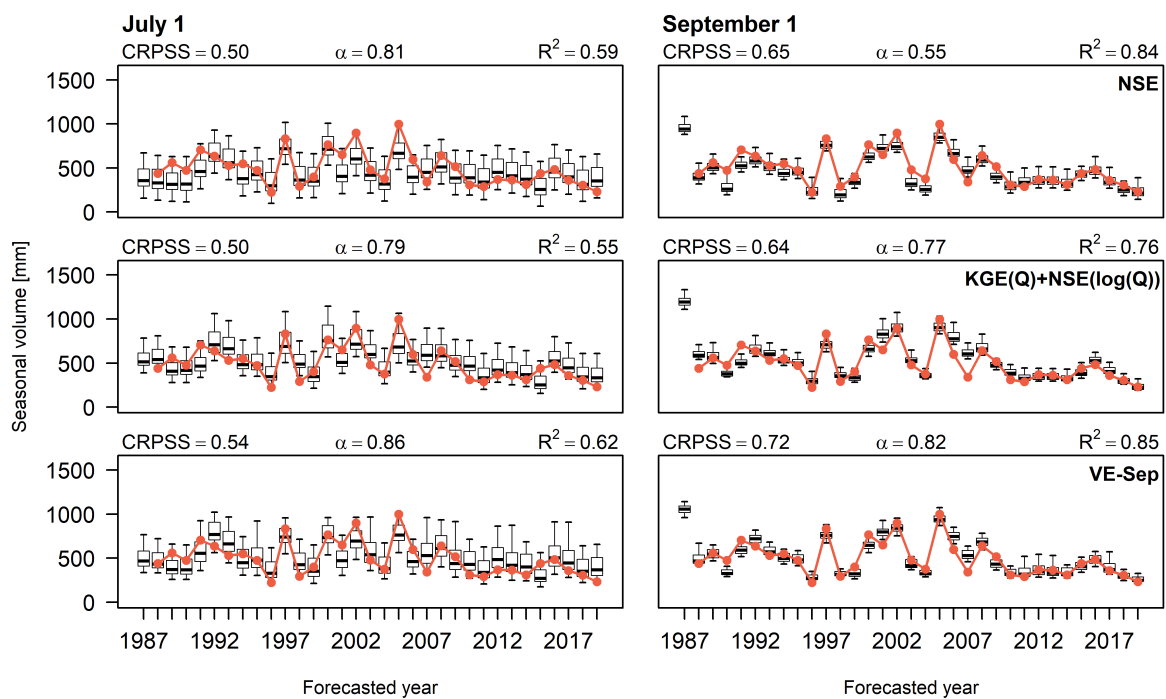 July 1
September 1
CRPSS = 0.50 α = 0.81 R² = 0.59
CRPSS = 0.65 α = 0.55 R² = 0.84
NSE
1500
1000
500
0
CRPSS = 0.50 α = 0.79 R² = 0.55
CRPSS = 0.64 α = 0.77 R² = 0.76
KGE(Q)+NSE(log(Q))
1500
1000
500
0
Seasonal volume [mm]
CRPSS = 0.54 α = 0.86 R² = 0.62
CRPSS = 0.72 α = 0.82 R² = 0.85
VE-Sep
1500
1000
500
0
1987 1992 1997 2002 2007 2012 2017
1987 1992 1997 2002 2007 2012 2017
Forecasted year
Forecasted year